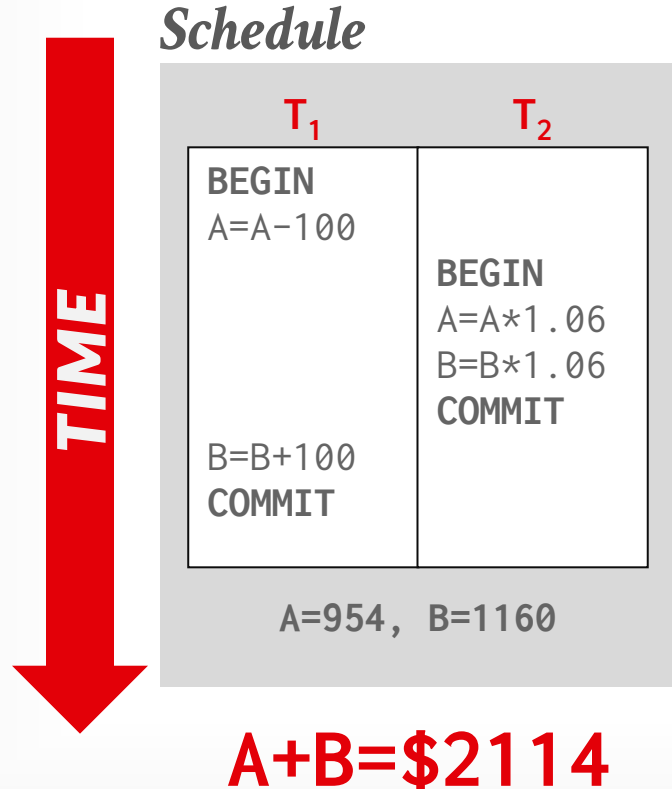 Schedule
TIME
T₁ T₂
BEGIN
A=A-100
BEGIN
A=A*1.06
B=B*1.06
COMMIT
B=B+100
COMMIT
A=954, B=1160
A+B=$2114